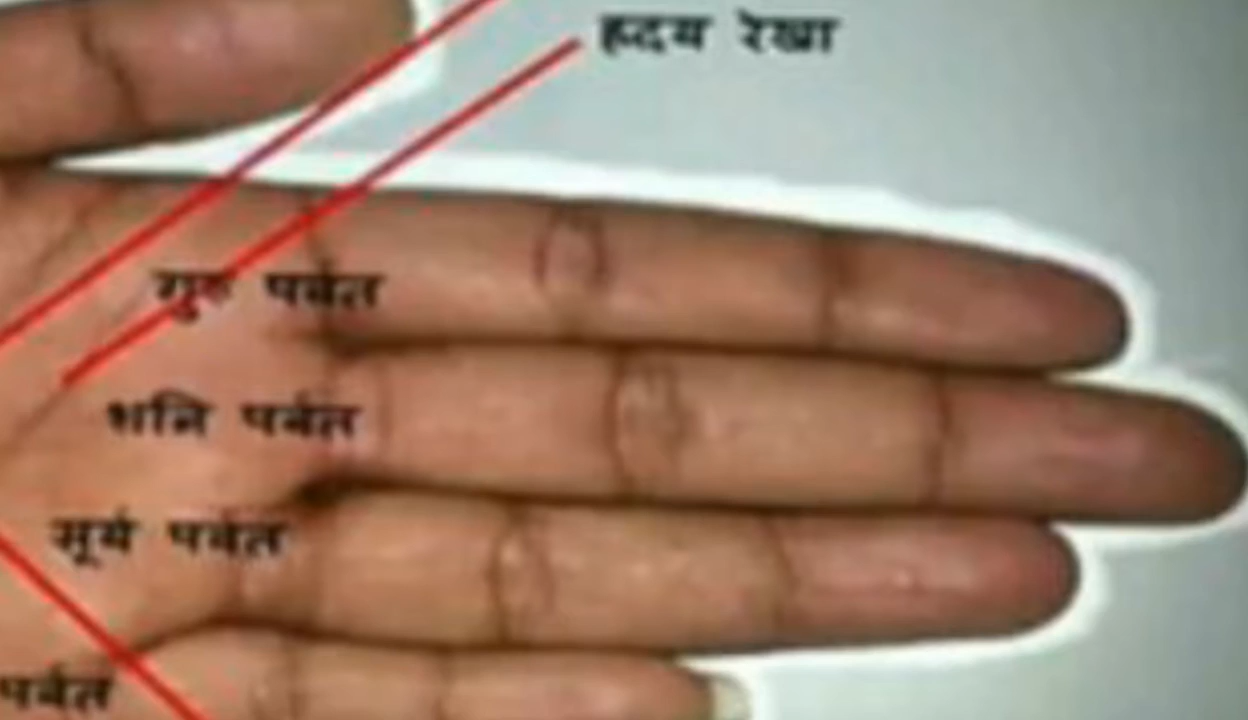 हृदय रेखा
गुरु पर्वत
शनि पर्वत
सूर्य पर्वत
पर्वत